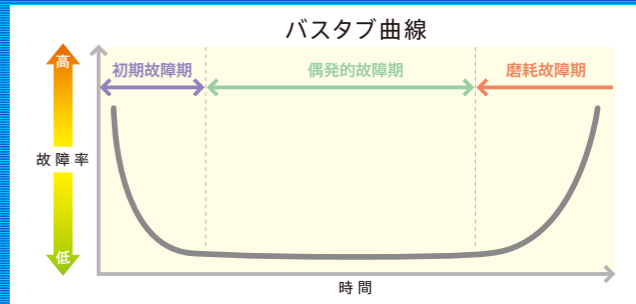 バスタブ曲線
高
初期故障期
偶発的故障期
磨耗故障期
故障率
低
時間